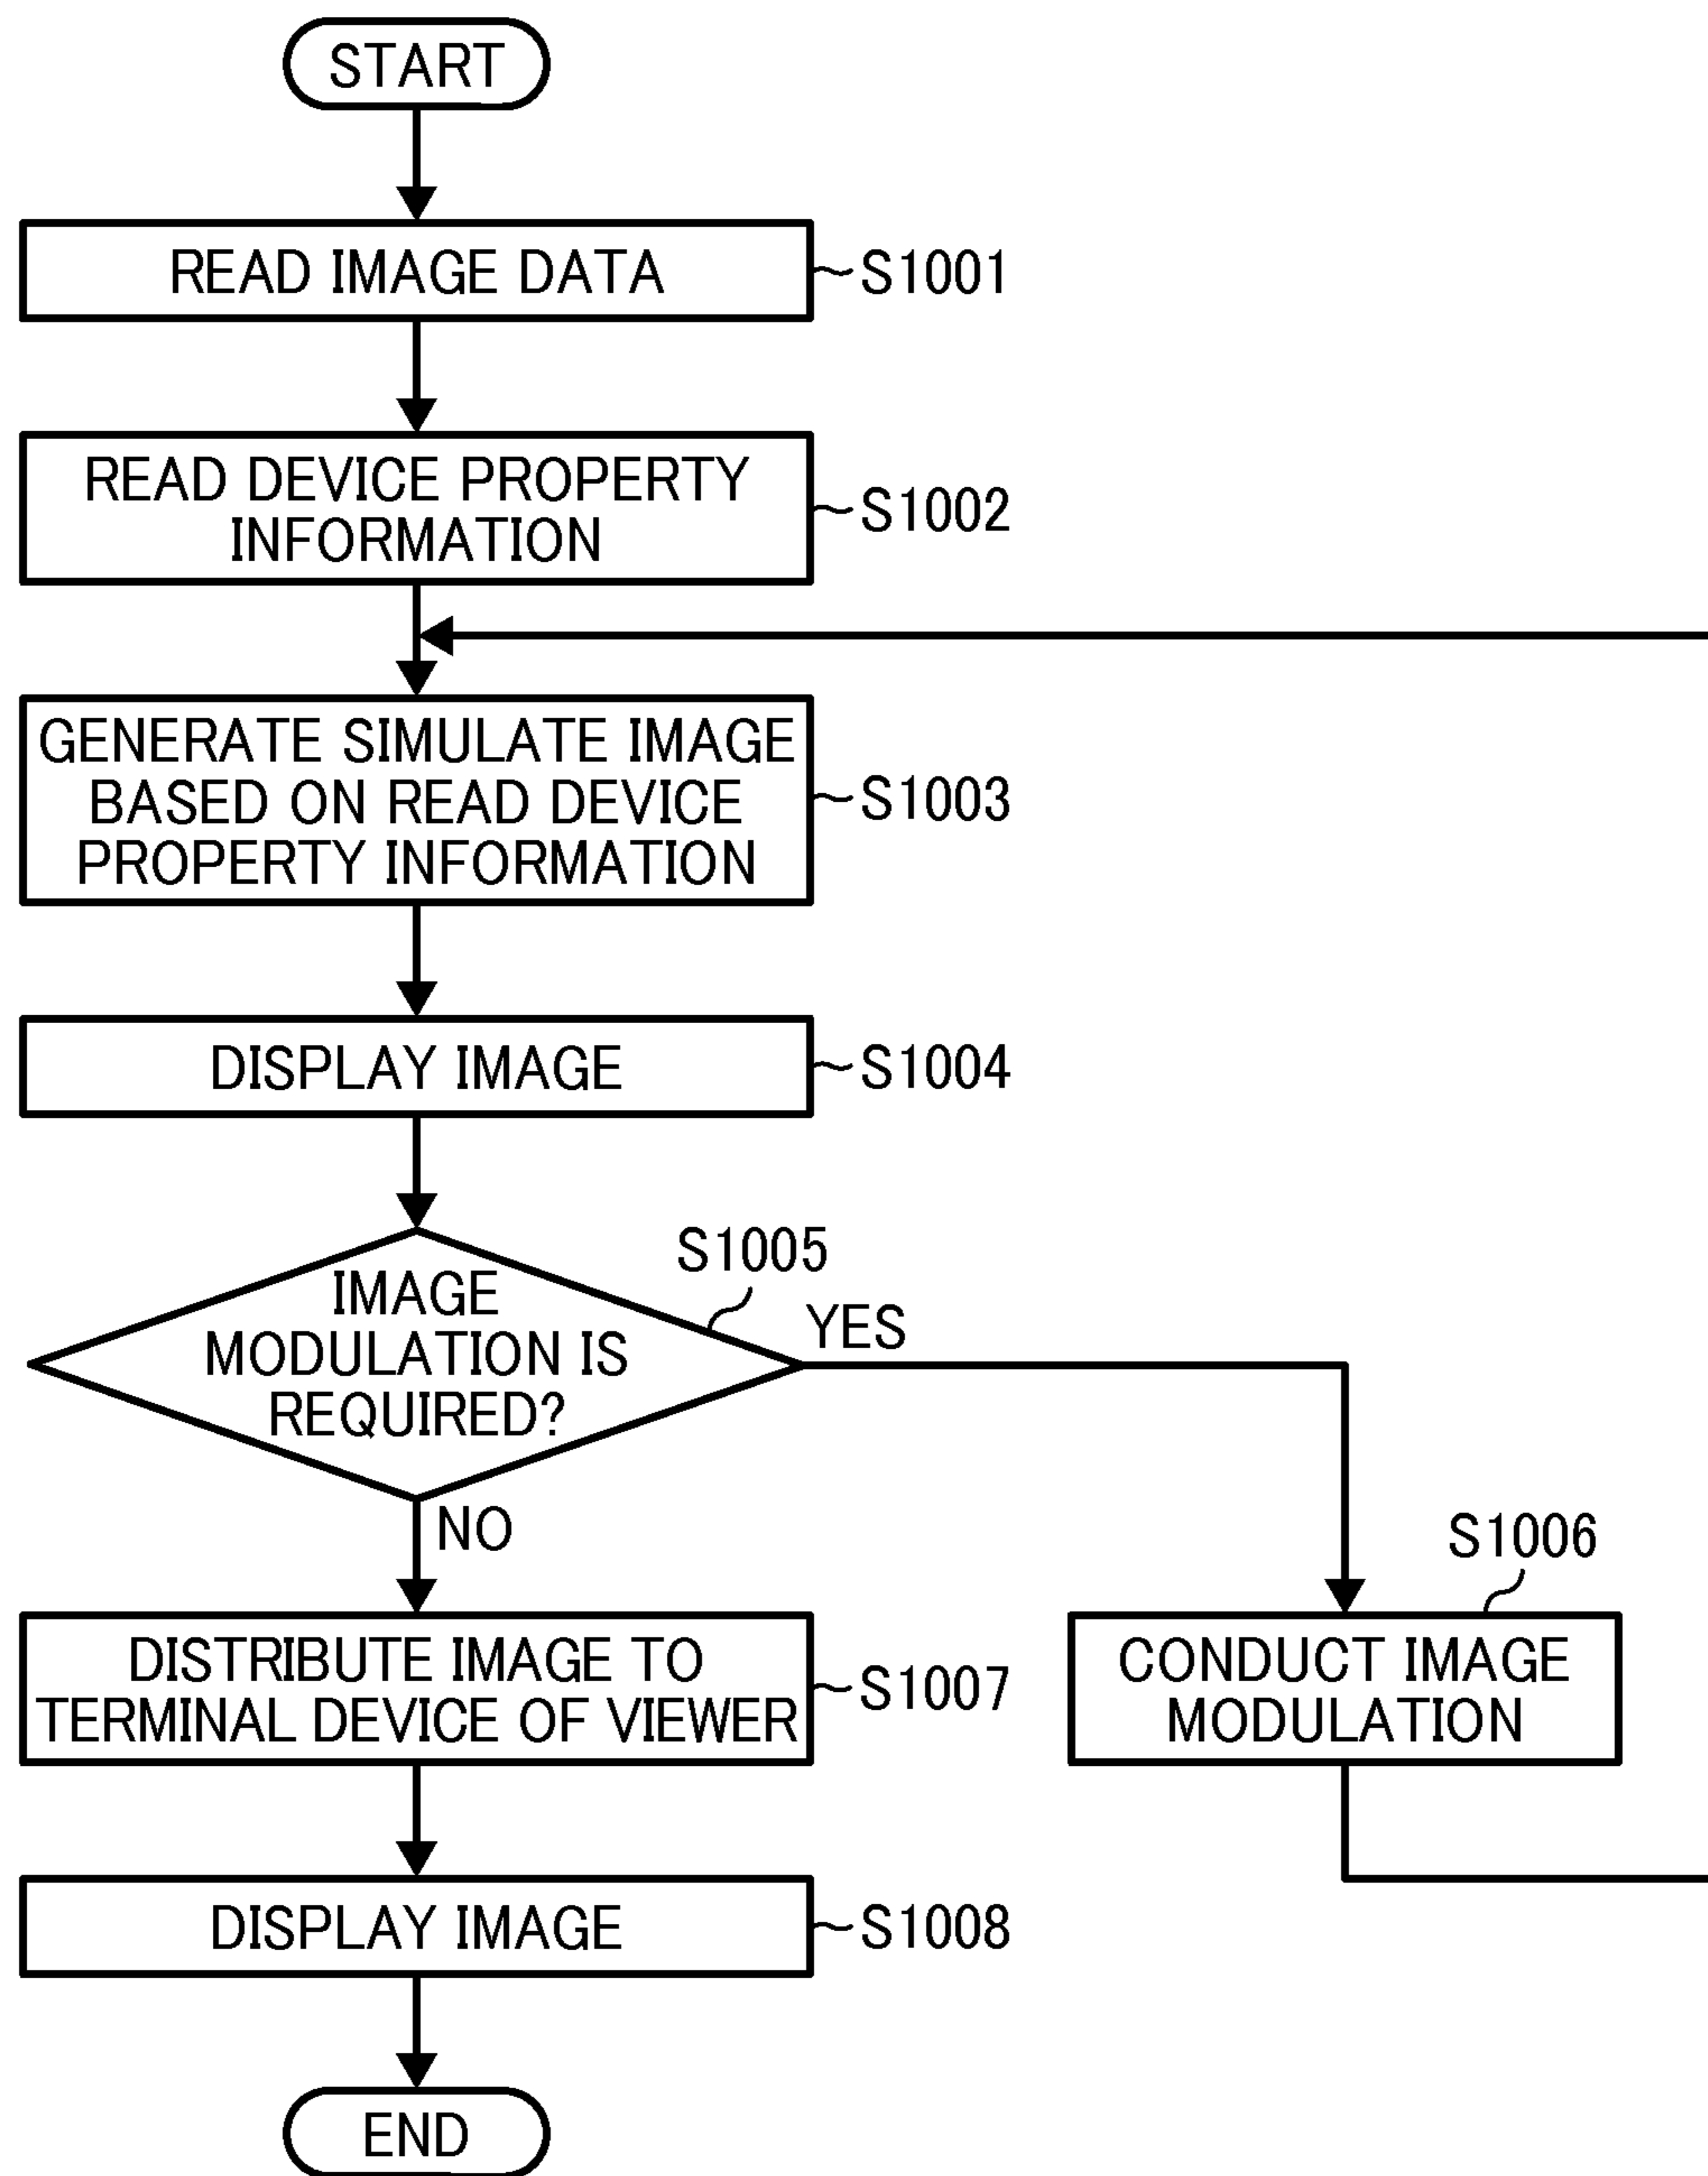 START
READ IMAGE DATA
S1001
READ DEVICE PROPERTY
INFORMATION
S1002
GENERATE SIMULATE IMAGE
BASED ON READ DEVICE
PROPERTY INFORMATION
S1003
DISPLAY IMAGE
S1004
S1005
IMAGE
MODULATION IS
REQUIRED?
YES
NO
S1006
CONDUCT IMAGE
MODULATION
DISTRIBUTE IMAGE TO
TERMINAL DEVICE OF VIEWER
S1007
DISPLAY IMAGE
S1008
END